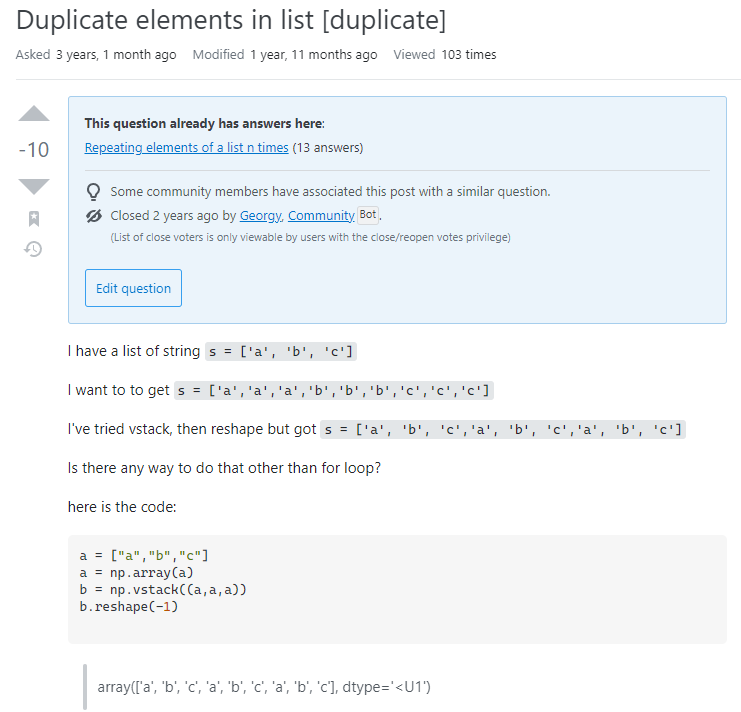 Duplicate elements in list [duplicate]
Asked 3 years, 1 month ago Modified 1 year, 11 months ago Viewed 103 times
-10
This question already has answers here:
Repeating elements of a list n times (13 answers)
Some community members have associated this post with a similar question.
Closed 2 years ago by Georgy, Community Bot.
(List of close voters is only viewable by users with the close/reopen votes privilege)
Edit question
I have a list of string s = ['a', 'b', 'c']
I want to to get s = ['a','a','a','b','b','b','c','c','c']
I've tried vstack, then reshape but got s = ['a', 'b', 'c','a', 'b', 'c','a', 'b', 'c']
Is there any way to do that other than for loop?
here is the code:
a = ["a","b","c"]
a = np.array(a)
b = np.vstack((a,a,a))
b.reshape(-1)
array(['a', 'b', 'c', 'a', 'b', 'c', 'a', 'b', 'c'], dtype='<U1')